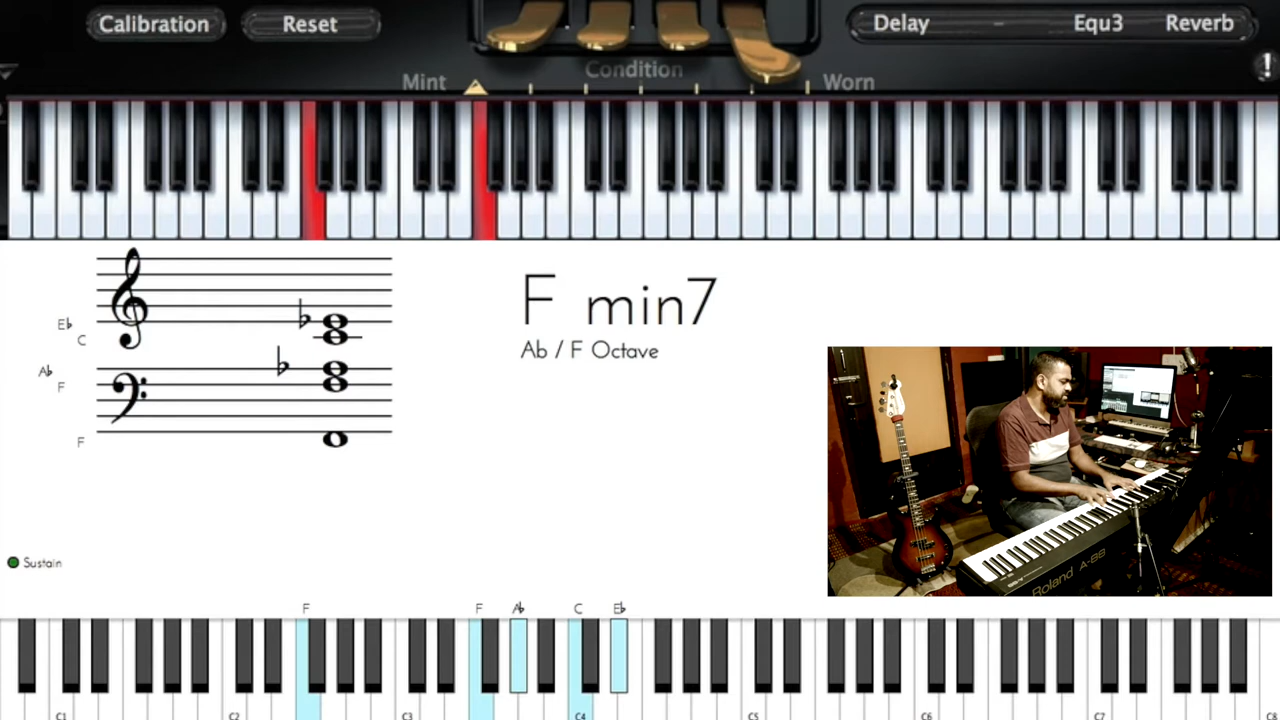 Calibration Reset Delay - Equ3 Reverb
Condition
Mint Worn
F min7
Ab / F Octave
E♭
C
A♭
F
F
Sustain
Roland A-88
F F A♭ C E♭
C1 C2 C3 C4 C5 C6 C7 C8